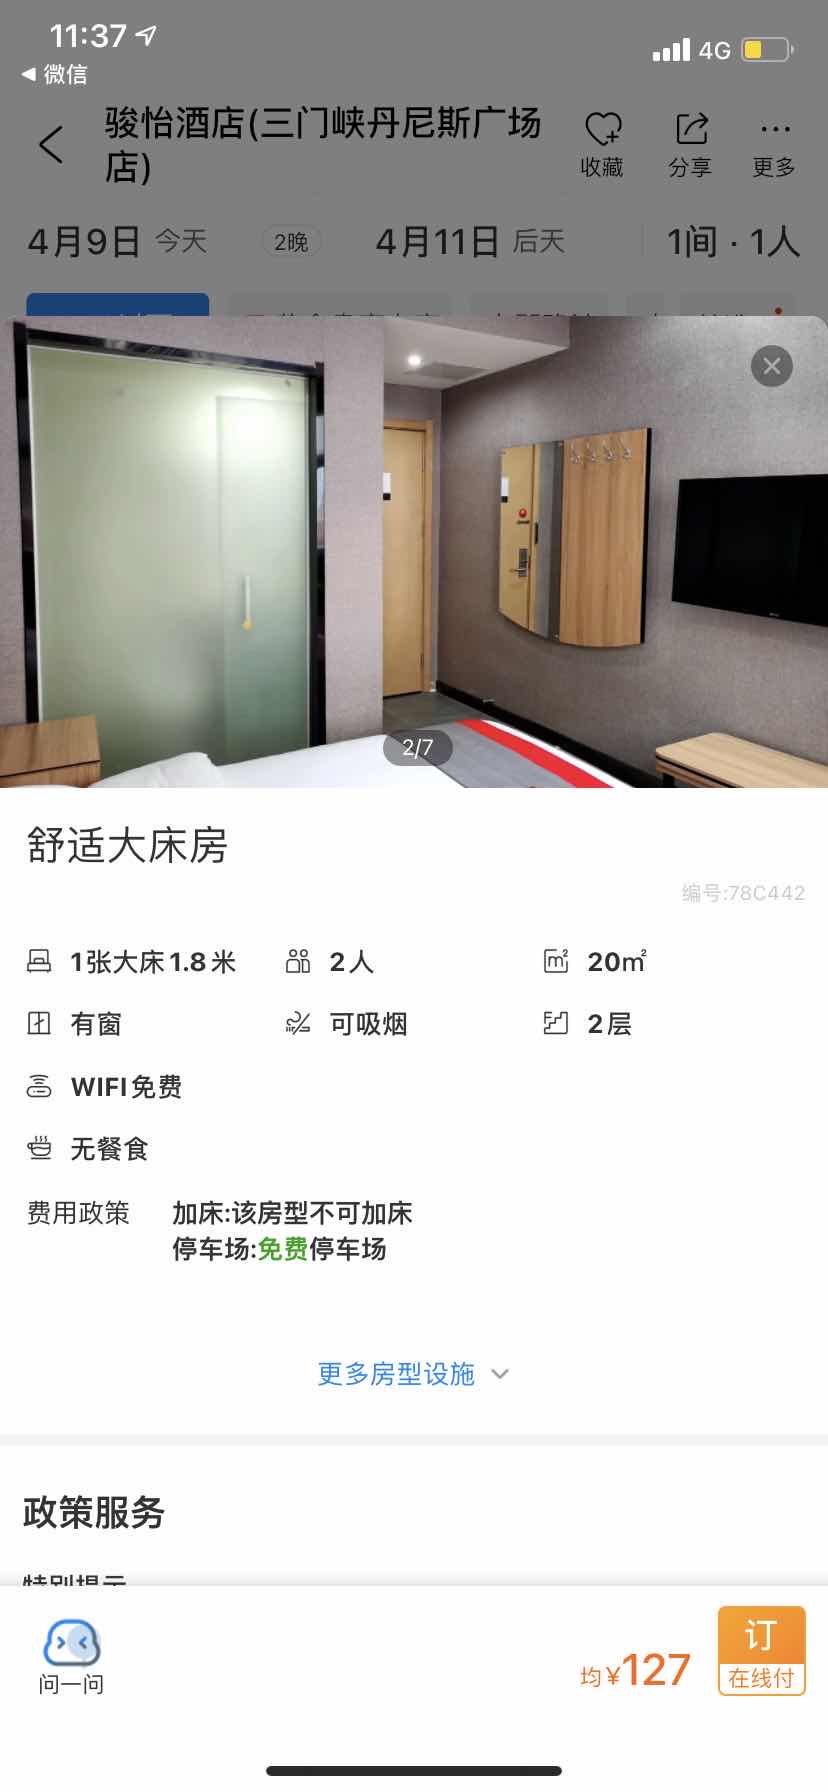 11:37
4G
微信
骏怡酒店(三门峡丹尼斯广场
店)
收藏
分享
更多
4月9日 今天
2晚
4月11日 后天
1间 · 1人
2/7
舒适大床房
编号:78C442
1张大床1.8 米
2人
20㎡
有窗
可吸烟
2层
WIFI免费
无餐食
费用政策
加床:该房型不可加床
停车场:免费停车场
更多房型设施
政策服务
特别提示
问一问
均¥127
订
在线付